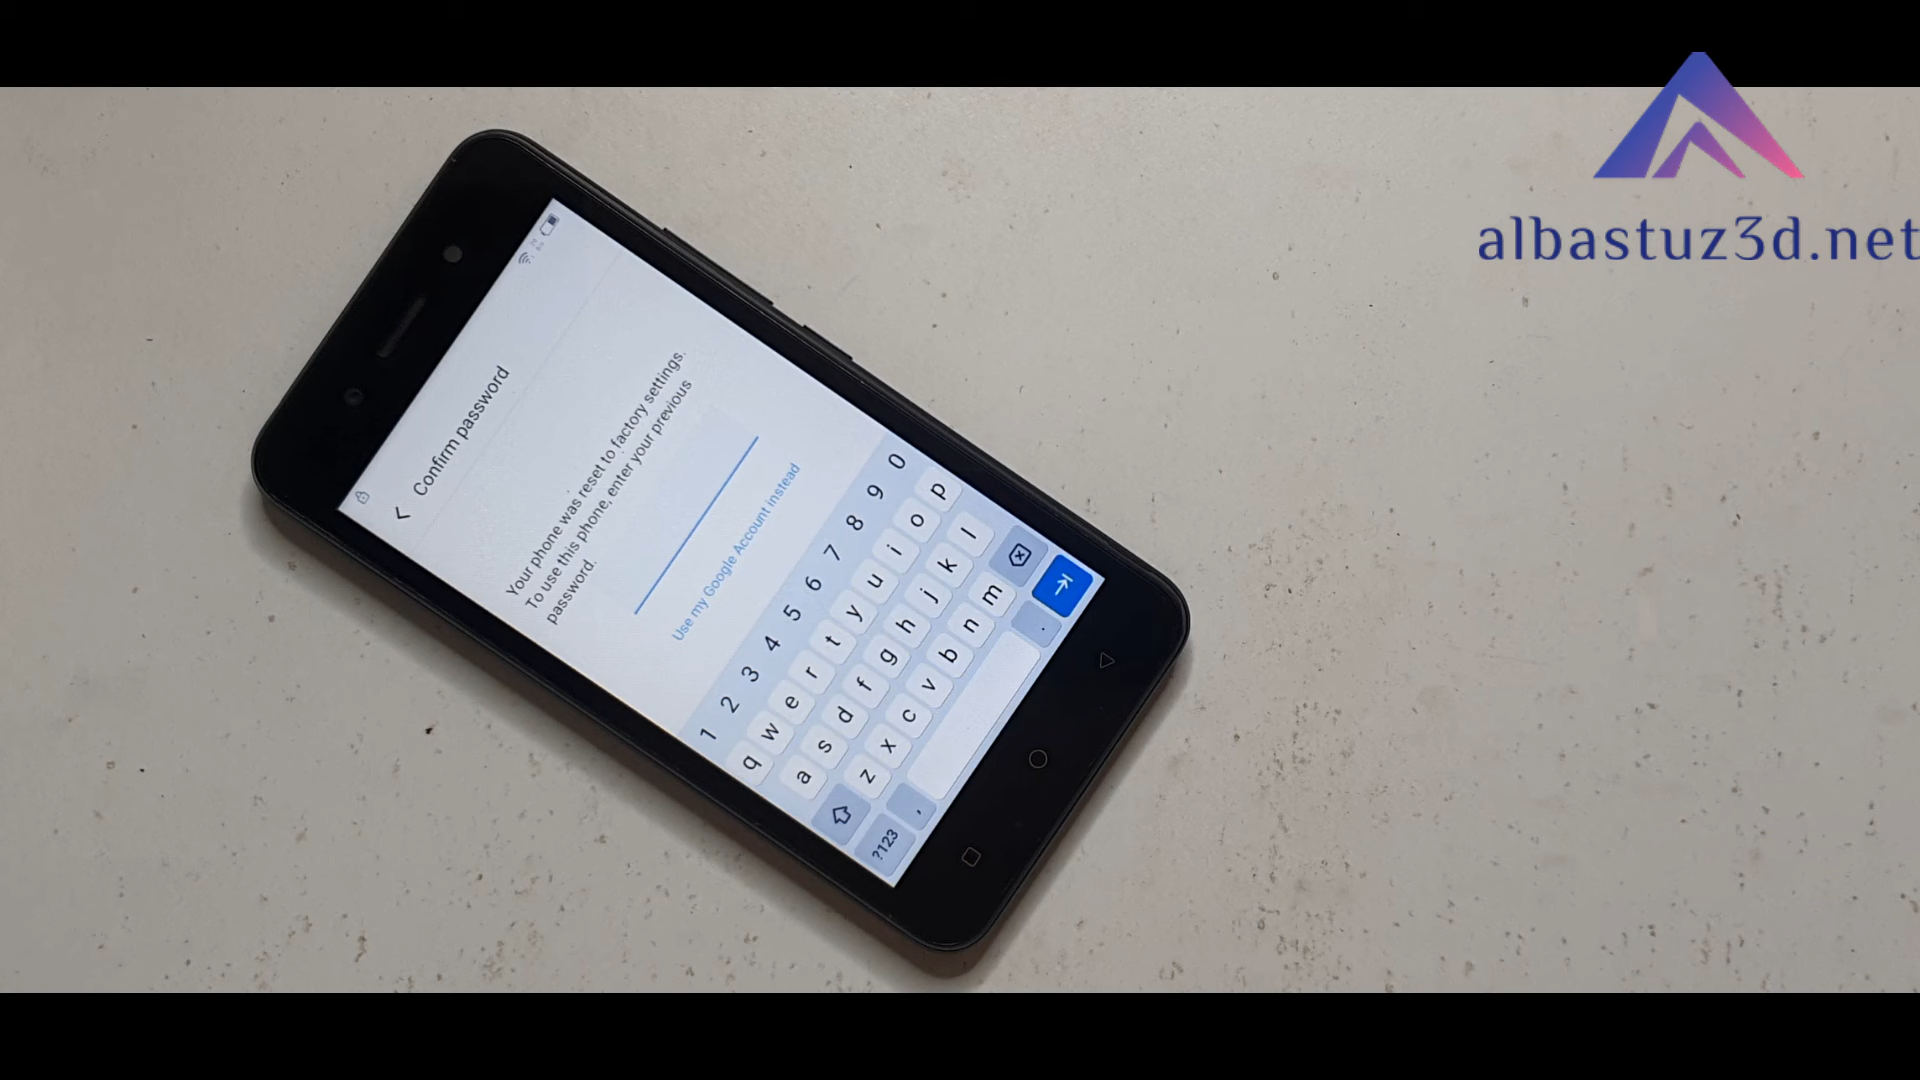 albastuz3d.net
Confirm password
Your phone was reset to factory settings.
To use this phone, enter your previous
password.
Use my Google Account instead
1 2 3 4 5 6 7 8 9 0
q w e r t y u i o p
a s d f g h j k l
z x c v b n m
?123 , .